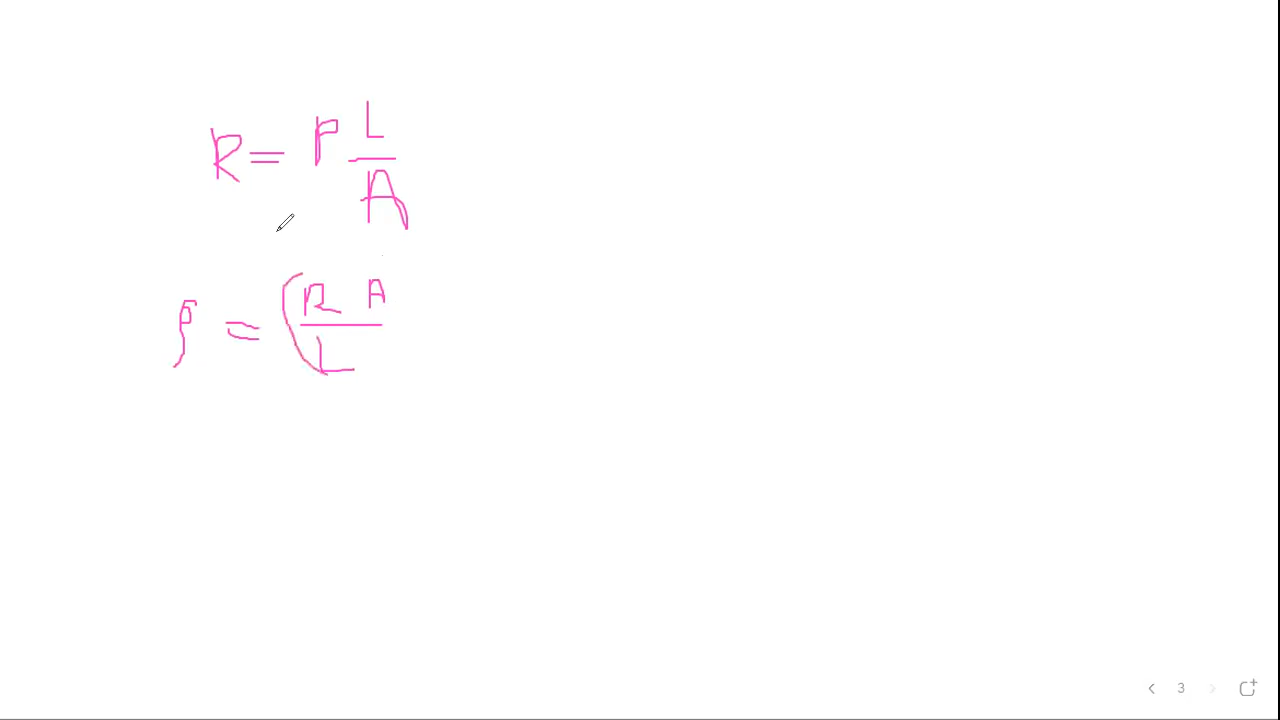 R = ρ L/A
ρ = (R A/L
3